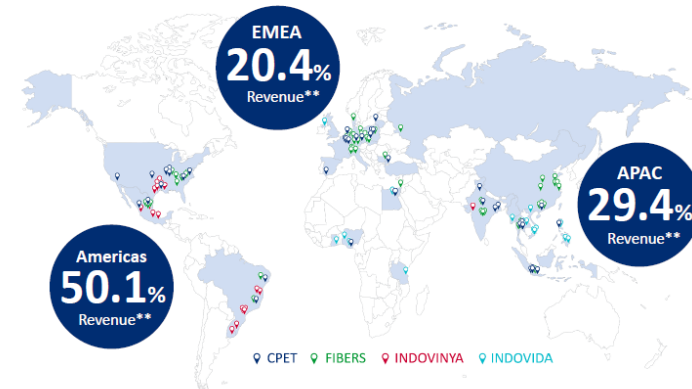 EMEA
20.4%
Revenue**
APAC
29.4%
Revenue**
Americas
50.1%
Revenue**
CPET FIBERS INDOVINYA INDOVIDA